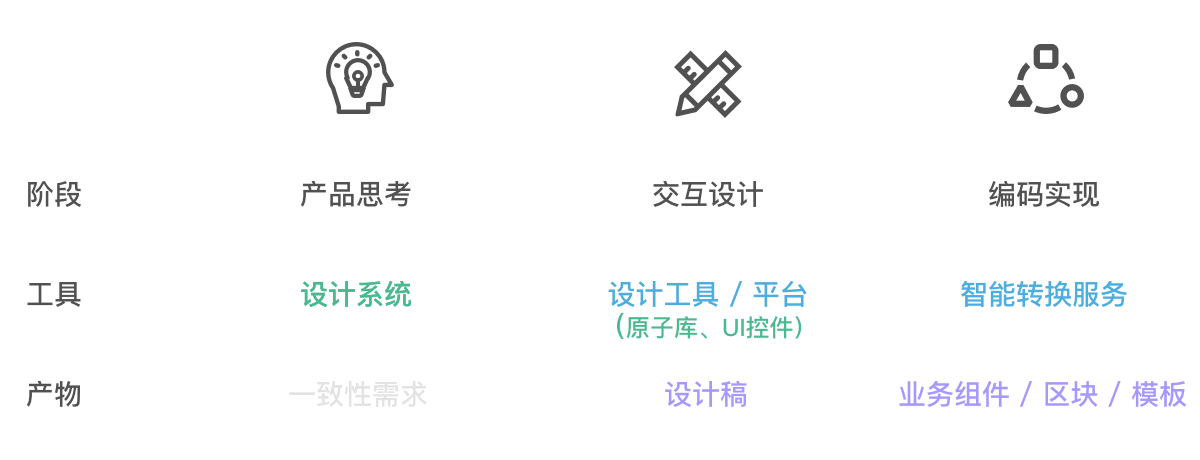 阶段 产品思考 交互设计 编码实现
工具 设计系统 设计工具 / 平台 智能转换服务
（原子库、UI控件）
产物 一致性需求 设计稿 业务组件 / 区块 / 模板